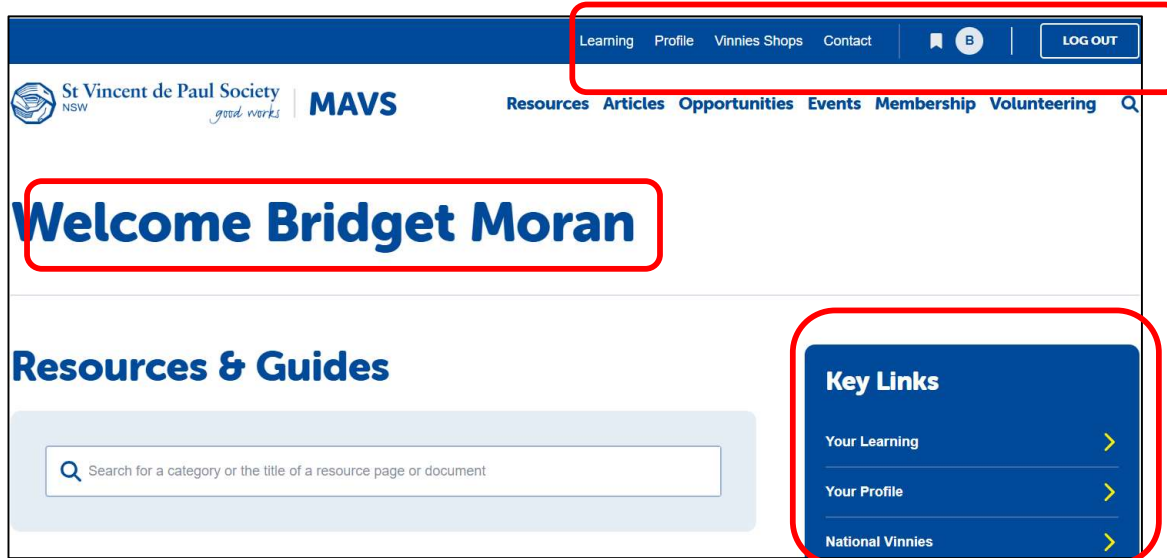 Learning Profile Vinnies Shops Contact B LOG OUT
St Vincent de Paul Society
NSW good works
MAVS
Resources Articles Opportunities Events Membership Volunteering
Welcome Bridget Moran
Resources & Guides
Search for a category or the title of a resource page or document
Key Links
Your Learning
Your Profile
National Vinnies